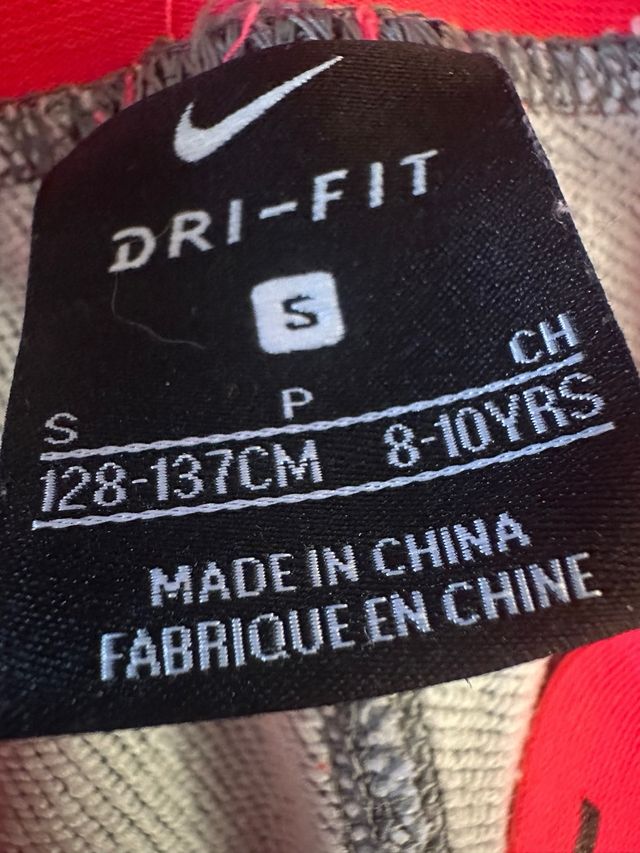 DRI-FIT
S
S P CH
128-137CM 8-10YRS
MADE IN CHINA
FABRIQUE EN CHINE